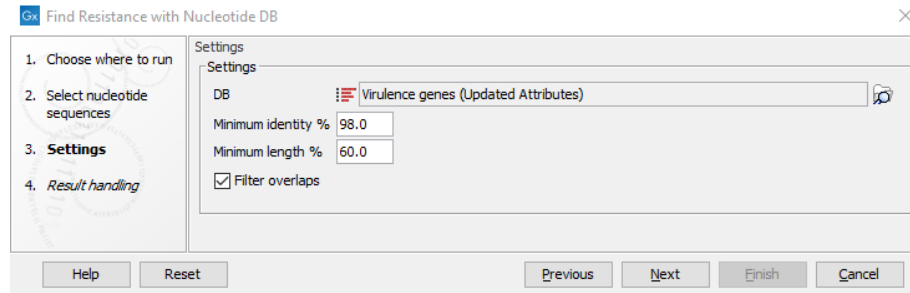 Gx Find Resistance with Nucleotide DB
1. Choose where to run
2. Select nucleotide
sequences
3. Settings
4. Result handling
Settings
Settings
DB Virulence genes (Updated Attributes)
Minimum identity % 98.0
Minimum length % 60.0
Filter overlaps
Help Reset Previous Next Finish Cancel